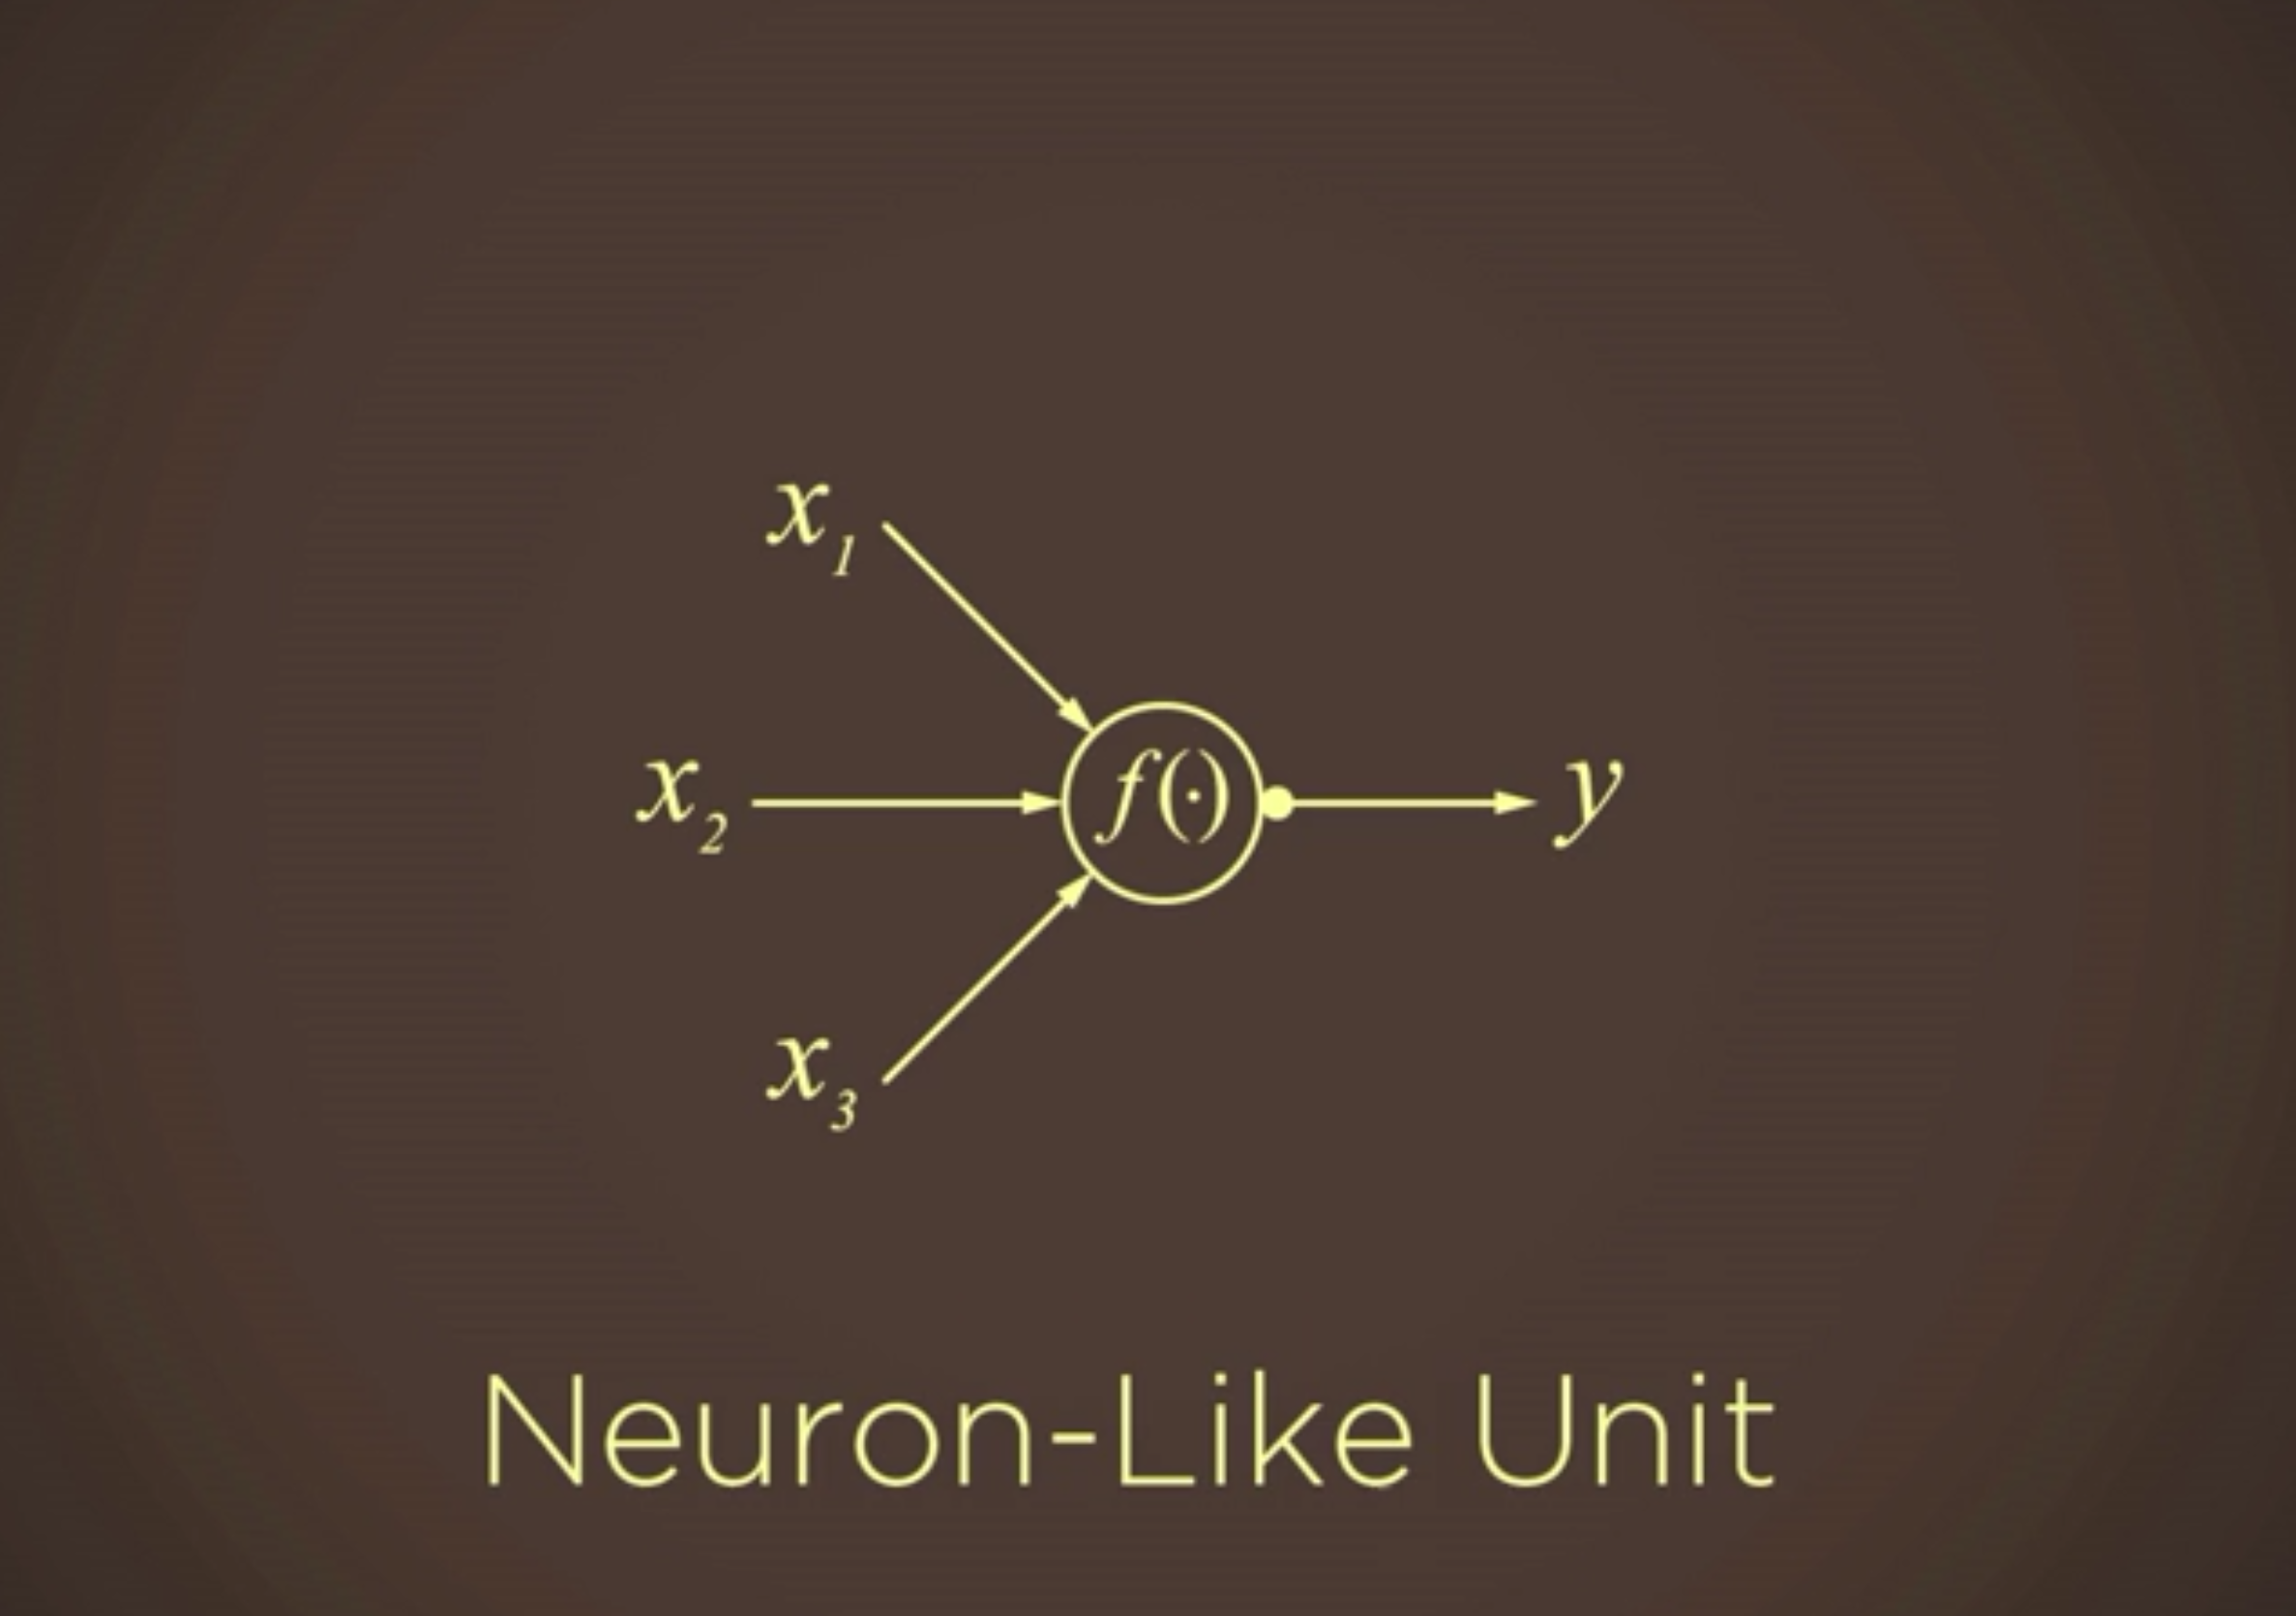 x₁
x₂
f(·)
y
x₃
Neuron-Like Unit